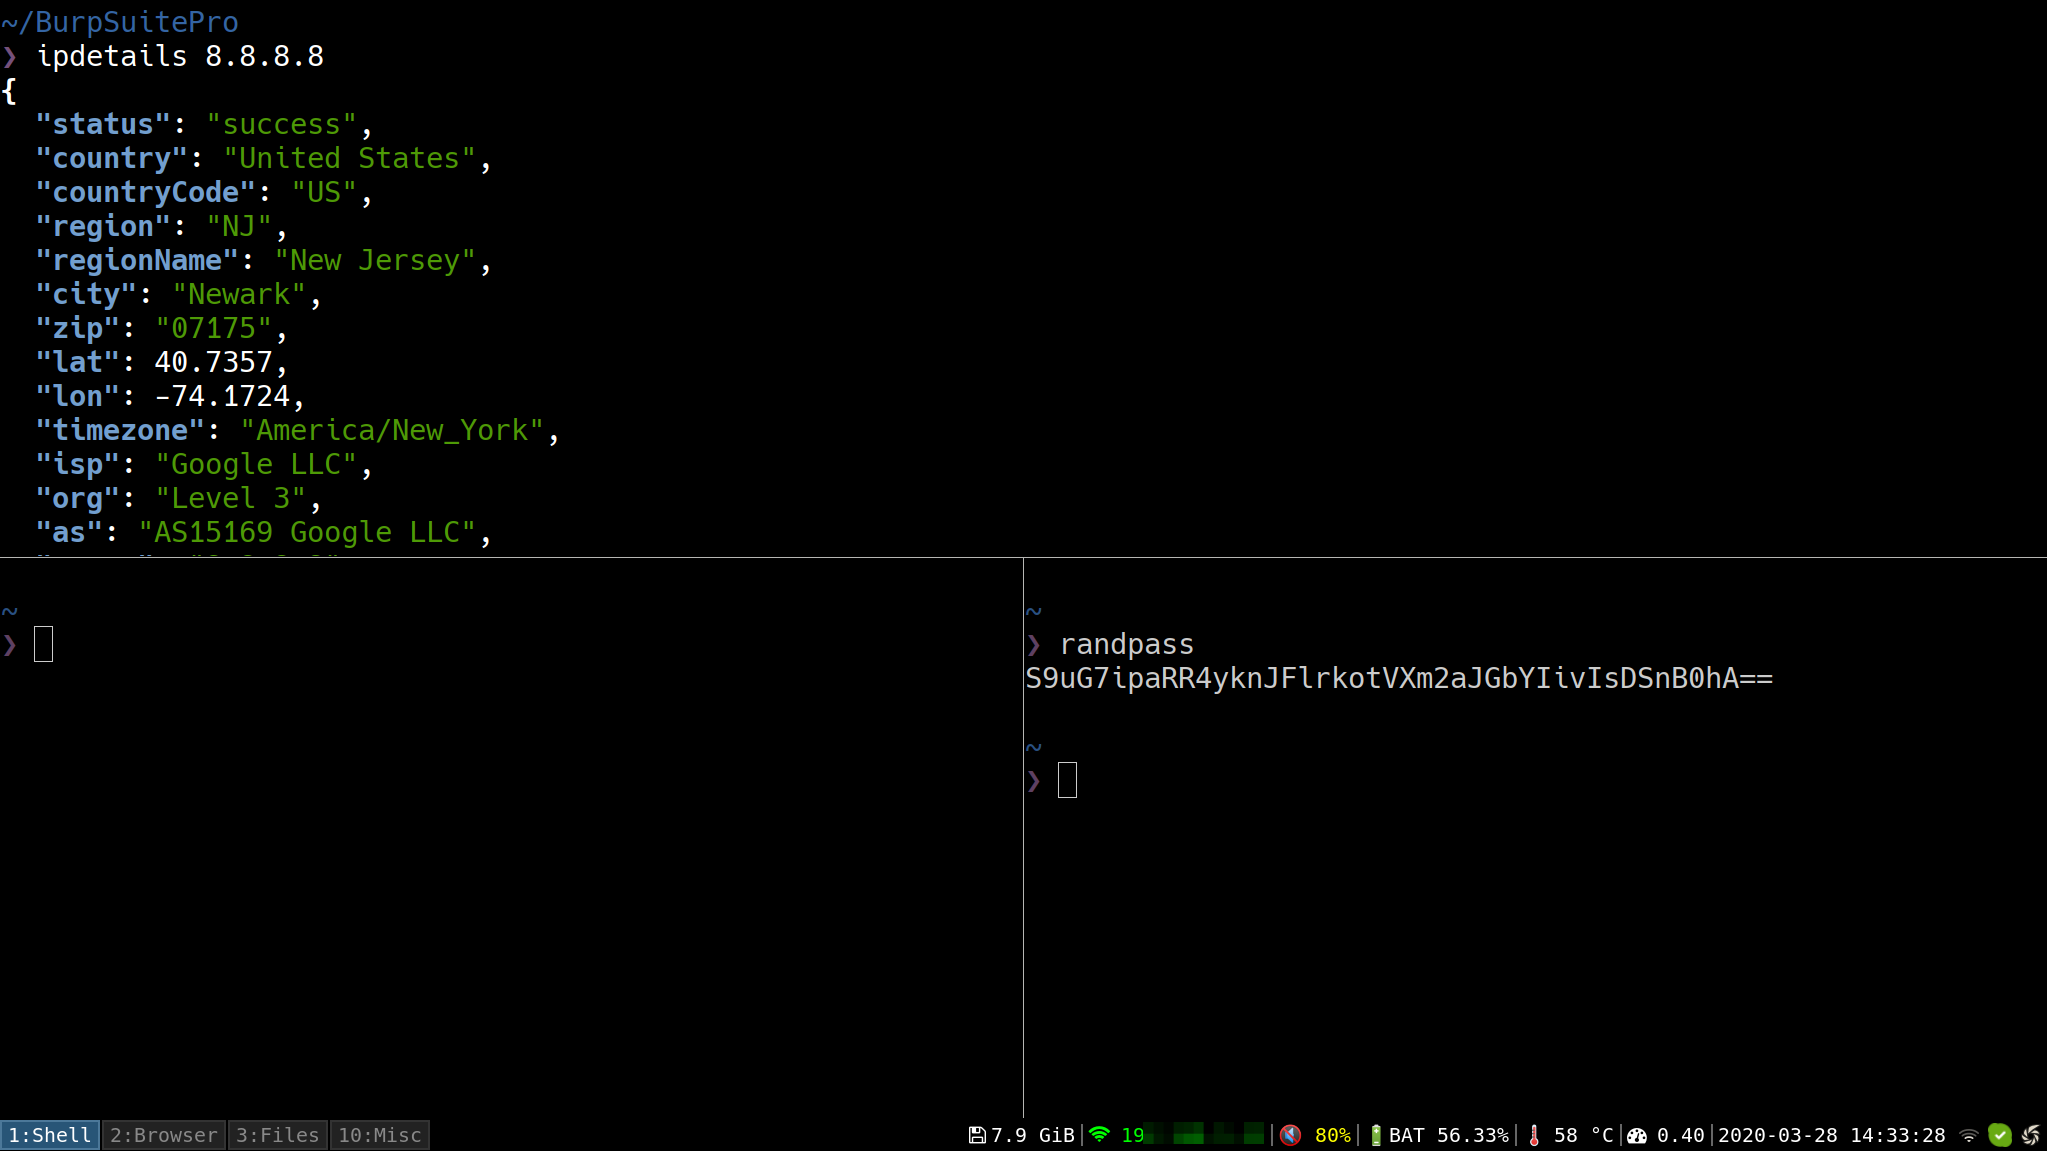 ~/BurpSuitePro
❯ ipdetails 8.8.8.8
{
  "status": "success",
  "country": "United States",
  "countryCode": "US",
  "region": "NJ",
  "regionName": "New Jersey",
  "city": "Newark",
  "zip": "07175",
  "lat": 40.7357,
  "lon": -74.1724,
  "timezone": "America/New_York",
  "isp": "Google LLC",
  "org": "Level 3",
  "as": "AS15169 Google LLC",
~
❯
~
❯ randpass
S9uG7ipaRR4yknJFlrkotVXm2aJGbYIivIsDSnB0hA==
~
❯
1:Shell 2:Browser 3:Files 10:Misc 7.9 GiB| 19 | 80%| BAT 56.33%| 58 °C| 0.40|2020-03-28 14:33:28